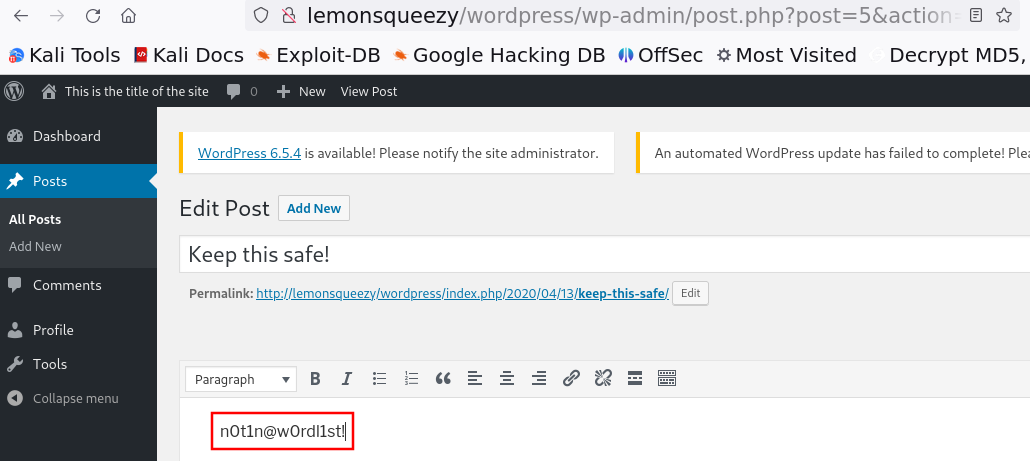 lemonsqueezy/wordpress/wp-admin/post.php?post=5&action=
Kali Tools Kali Docs Exploit-DB Google Hacking DB OffSec Most Visited Decrypt MD5,
This is the title of the site 0 New View Post
Dashboard
WordPress 6.5.4 is available! Please notify the site administrator.
An automated WordPress update has failed to complete!
Posts
All Posts
Add New
Comments
Profile
Tools
Collapse menu
Edit Post Add New
Keep this safe!
Permalink: http://lemonsqueezy/wordpress/index.php/2020/04/13/keep-this-safe/ Edit
Paragraph B I
n0t1n@w0rdl1st!